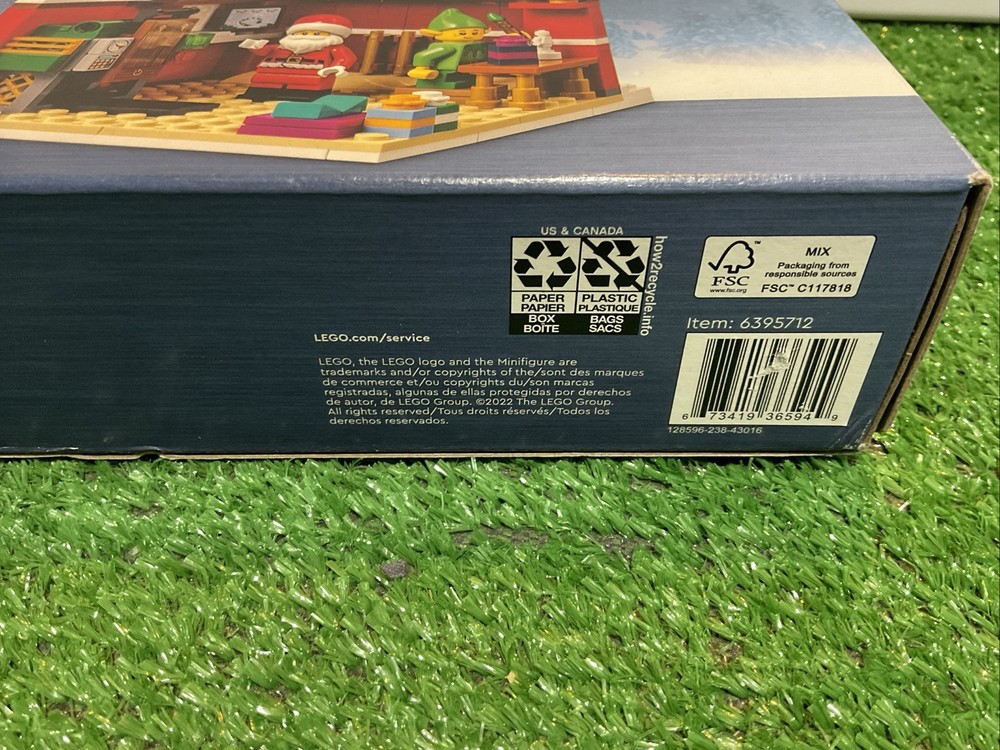 US & CANADA
PAPER
PAPIER
BOX
BOÎTE
PLASTIC
PLASTIQUE
BAGS
SACS
how2recycle.info
FSC™
www.fsc.org
MIX
Packaging from
responsible sources
FSC™ C117818
Item: 6395712
6 73419 36594 9
128596-238-43016
LEGO.com/service
LEGO, the LEGO logo and the Minifigure are
trademarks and/or copyrights of the/sont des marques
de commerce et/ou copyrights du/son marcas
registradas, algunas de ellas protegidas por derechos
de autor, de LEGO Group. ©2022 The LEGO Group.
All rights reserved/Tous droits réservés/Todos los
derechos reservados.